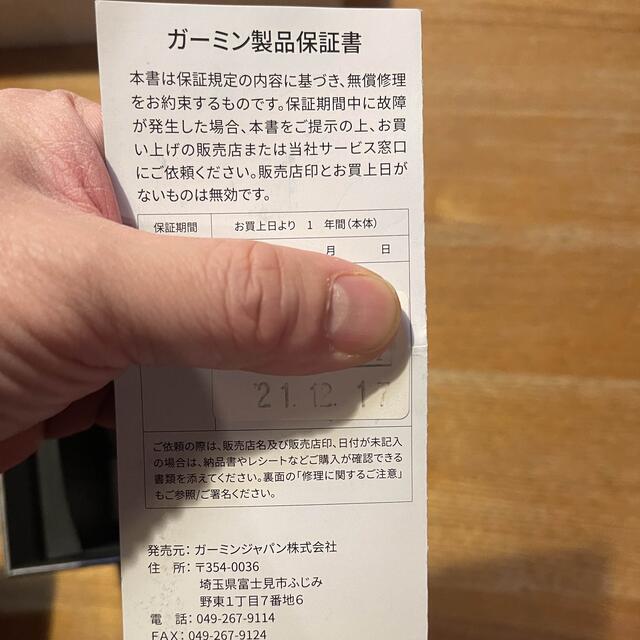 ガーミン製品保証書
本書は保証規定の内容に基づき、無償修理
をお約束するものです。保証期間中に故障
が発生した場合、本書をご提示の上、お買
い上げの販売店または当社サービス窓口
にご依頼ください。販売店印とお買上日が
ないものは無効です。
保証期間 お買上日より 1 年間(本体)
月 日
'21.12.17
ご依頼の際は、販売店名及び販売店印、日付が未記入
の場合は、納品書やレシートなどご購入が確認できる
書類を添えてください。裏面の「修理に関するご注意」
もご参照/ご署名ください。
発売元：ガーミンジャパン株式会社
住 所：〒354-0036
埼玉県富士見市ふじみ
野東1丁目7番地6
電 話：049-267-9114
FAX：049-267-9124